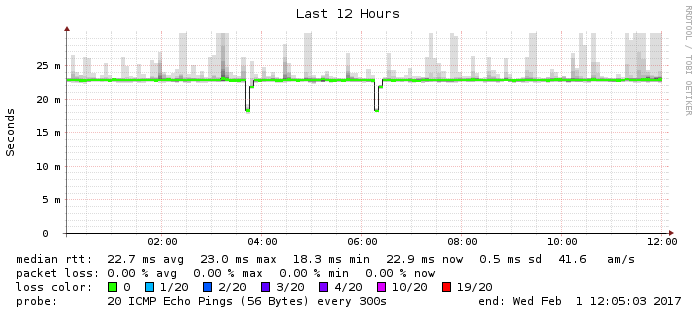 Last 12 Hours
RRDTOOL / TOBI OETIKER
Seconds
25 m
20 m
15 m
10 m
5 m
0
02:00 04:00 06:00 08:00 10:00 12:00
median rtt: 22.7 ms avg 23.0 ms max 18.3 ms min 22.9 ms now 0.5 ms sd 41.6 am/s
packet loss: 0.00 % avg 0.00 % max 0.00 % min 0.00 % now
loss color: 0 1/20 2/20 3/20 4/20 10/20 19/20
probe: 20 ICMP Echo Pings (56 Bytes) every 300s end: Wed Feb 1 12:05:03 2017